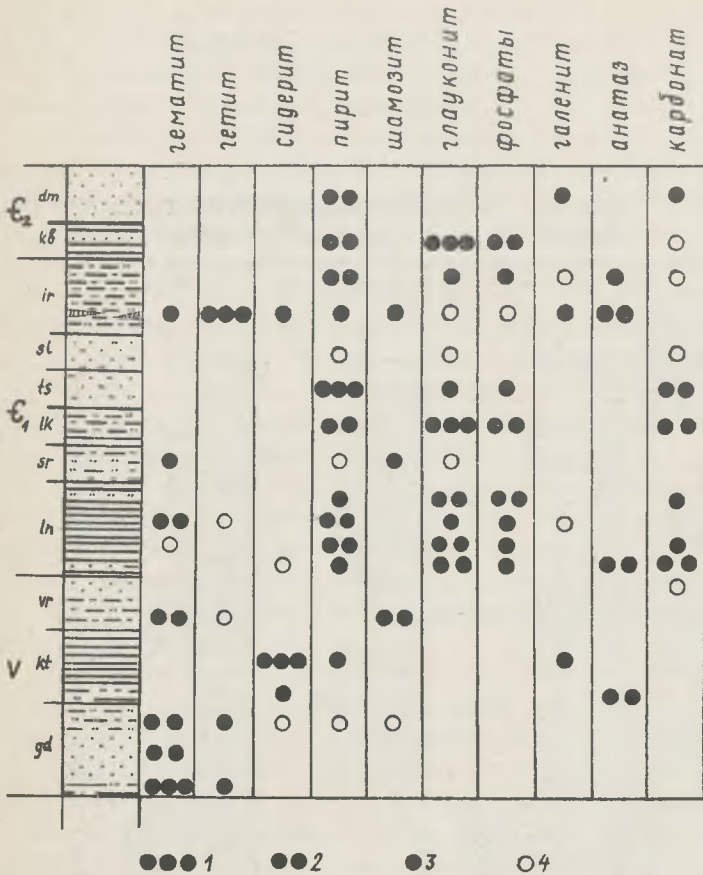 гематит
гетит
сидерит
пирит
шамозит
глауконит
фосфаты
галенит
анатаз
карбонат
Є₂
dm
kб
ir
sl
Є₁
ts
lk
sr
ln
vr
V
kt
gd
1 2 3 4